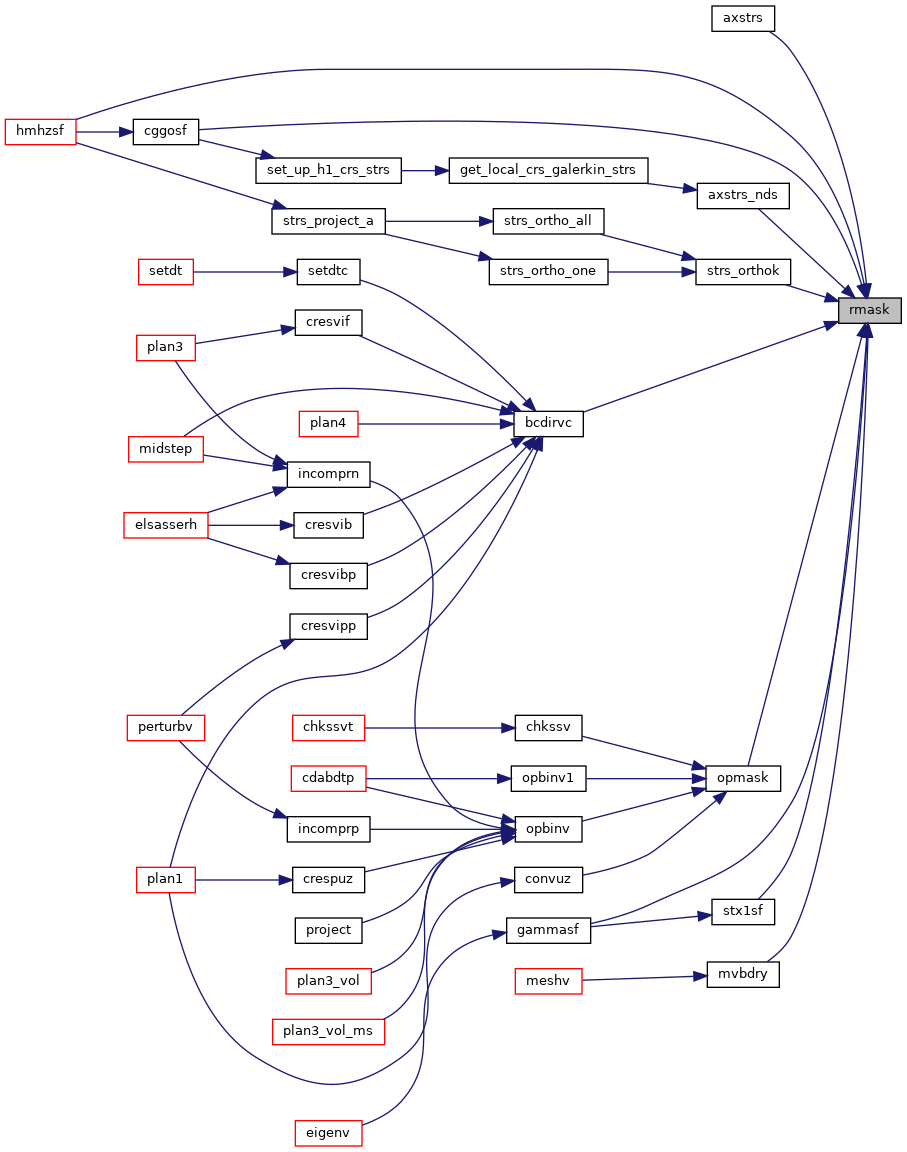 axstrs
hmhzsf
cggosf
set_up_h1_crs_strs
get_local_crs_galerkin_strs
axstrs_nds
strs_project_a
strs_ortho_all
setdt
setdtc
strs_ortho_one
strs_orthok
rmask
cresvif
plan3
plan4
bcdirvc
midstep
incomprn
elsasserh
cresvib
cresvibp
cresvipp
perturbv
chkssvt
chkssv
cdabdtp
opbinv1
opmask
incomprp
opbinv
plan1
crespuz
convuz
stx1sf
project
gammasf
plan3_vol
meshv
mvbdry
plan3_vol_ms
eigenv